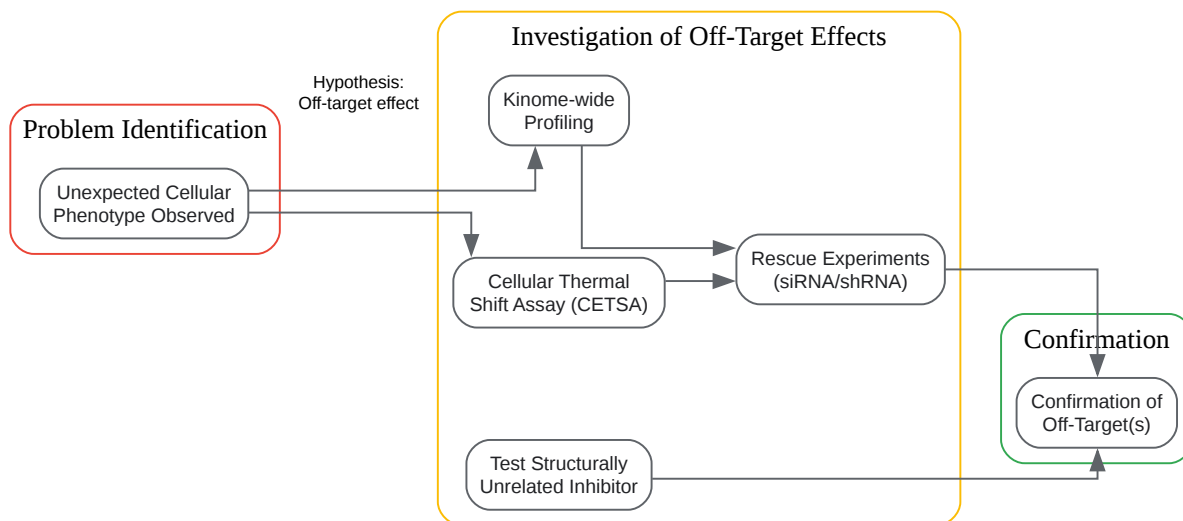 Investigation of Off-Target Effects
Hypothesis:
Off-target effect
Kinome-wide
Profiling
Problem Identification
Unexpected Cellular
Phenotype Observed
Cellular Thermal
Shift Assay (CETSA)
Rescue Experiments
(siRNA/shRNA)
Confirmation
Confirmation of
Off-Target(s)
Test Structurally
Unrelated Inhibitor